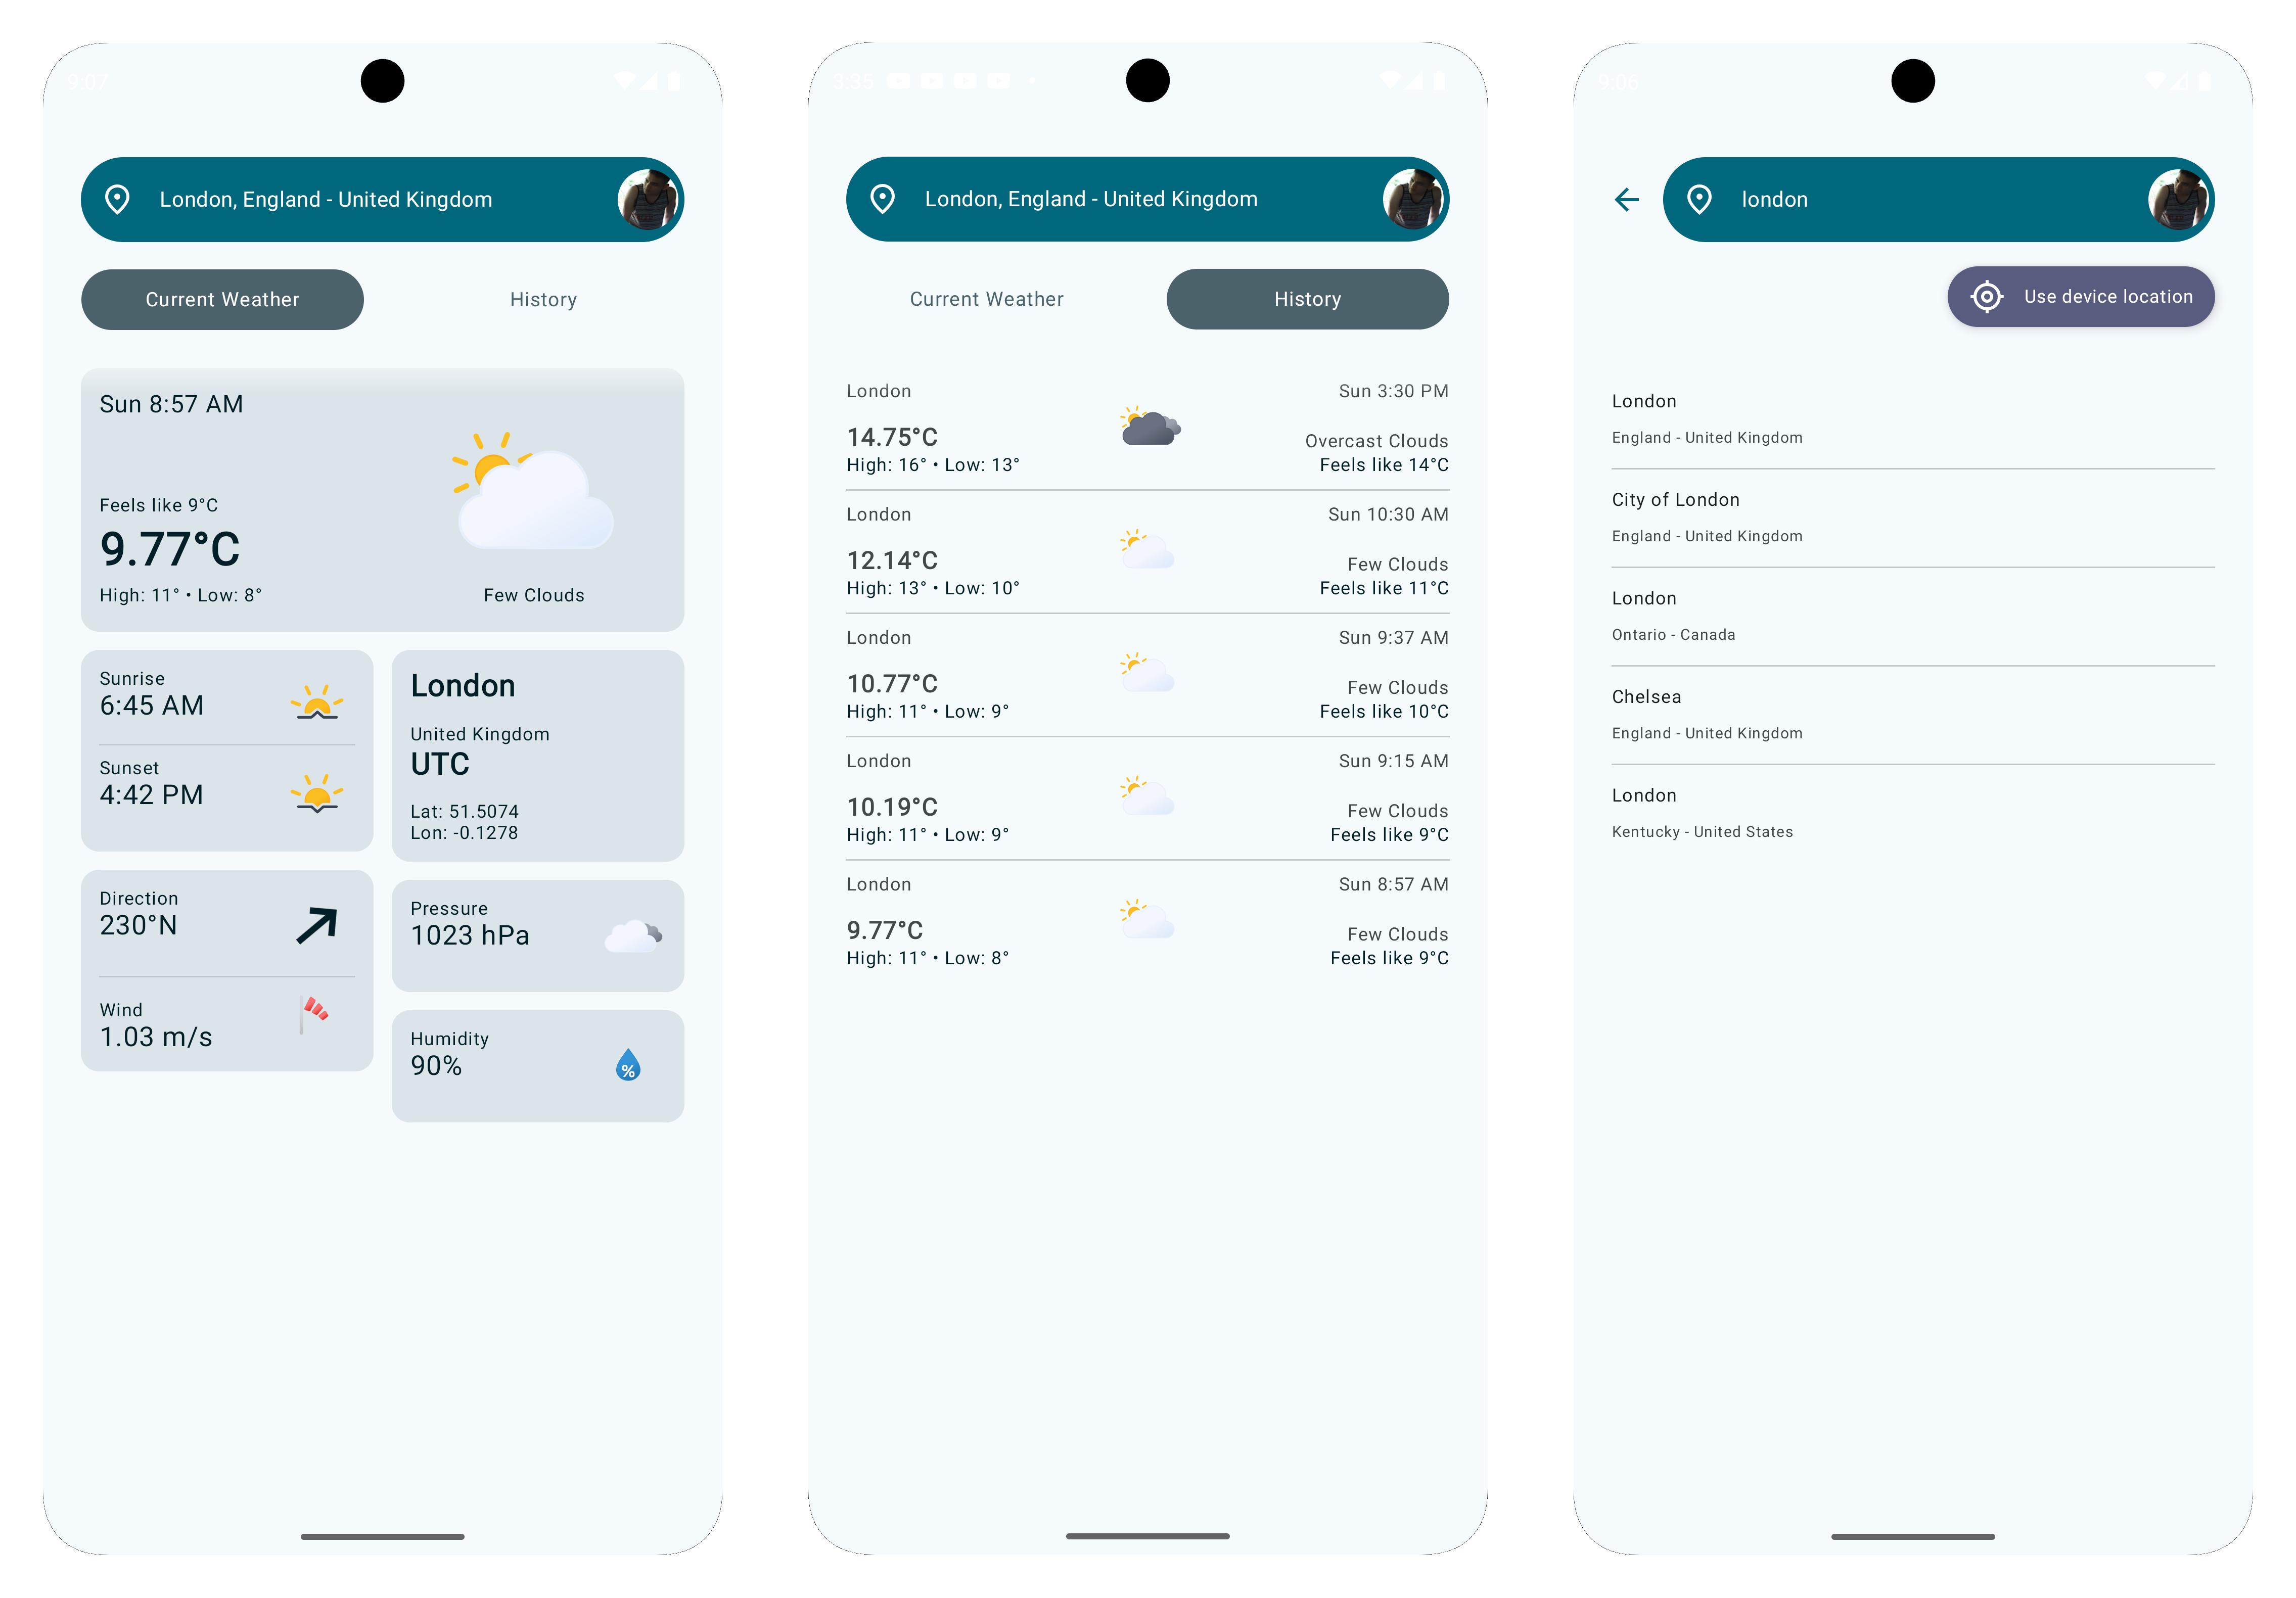 9:07
London, England - United Kingdom
Current Weather
History
Sun 8:57 AM
Feels like 9°C
9.77°C
High: 11° • Low: 8°
Few Clouds
Sunrise
6:45 AM
Sunset
4:42 PM
London
United Kingdom
UTC
Lat: 51.5074
Lon: -0.1278
Direction
230°N
Wind
1.03 m/s
Pressure
1023 hPa
Humidity
90%
%
3:35
London, England - United Kingdom
Current Weather
History
London
Sun 3:30 PM
14.75°C
Overcast Clouds
High: 16° • Low: 13°
Feels like 14°C
London
Sun 10:30 AM
12.14°C
Few Clouds
High: 13° • Low: 10°
Feels like 11°C
London
Sun 9:37 AM
10.77°C
Few Clouds
High: 11° • Low: 9°
Feels like 10°C
London
Sun 9:15 AM
10.19°C
Few Clouds
High: 11° • Low: 9°
Feels like 9°C
London
Sun 8:57 AM
9.77°C
Few Clouds
High: 11° • Low: 8°
Feels like 9°C
9:06
london
Use device location
London
England - United Kingdom
City of London
England - United Kingdom
London
Ontario - Canada
Chelsea
England - United Kingdom
London
Kentucky - United States